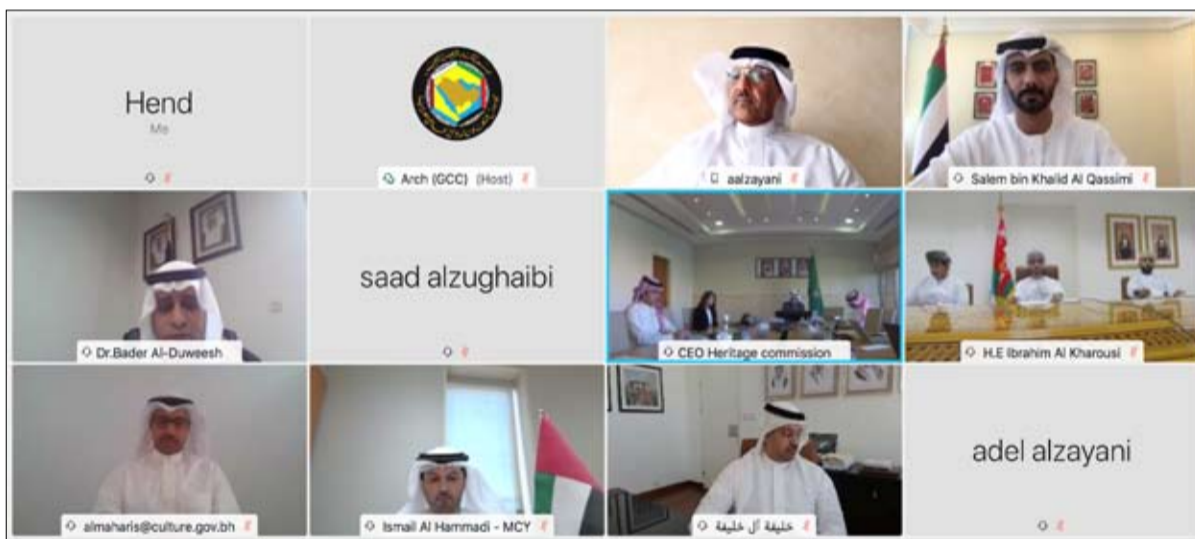 Hend
Me
Arch (GCC) (Host)
aalzayani
Salem bin Khalid Al Qassimi
Dr.Bader Al-Duweesh
saad alzughaibi
CEO Heritage commission
H.E Ibrahim Al Kharousi
almaharis@culture.gov.bh
Ismail Al Hammadi - MCY
خليفة آل خليفة
adel alzayani